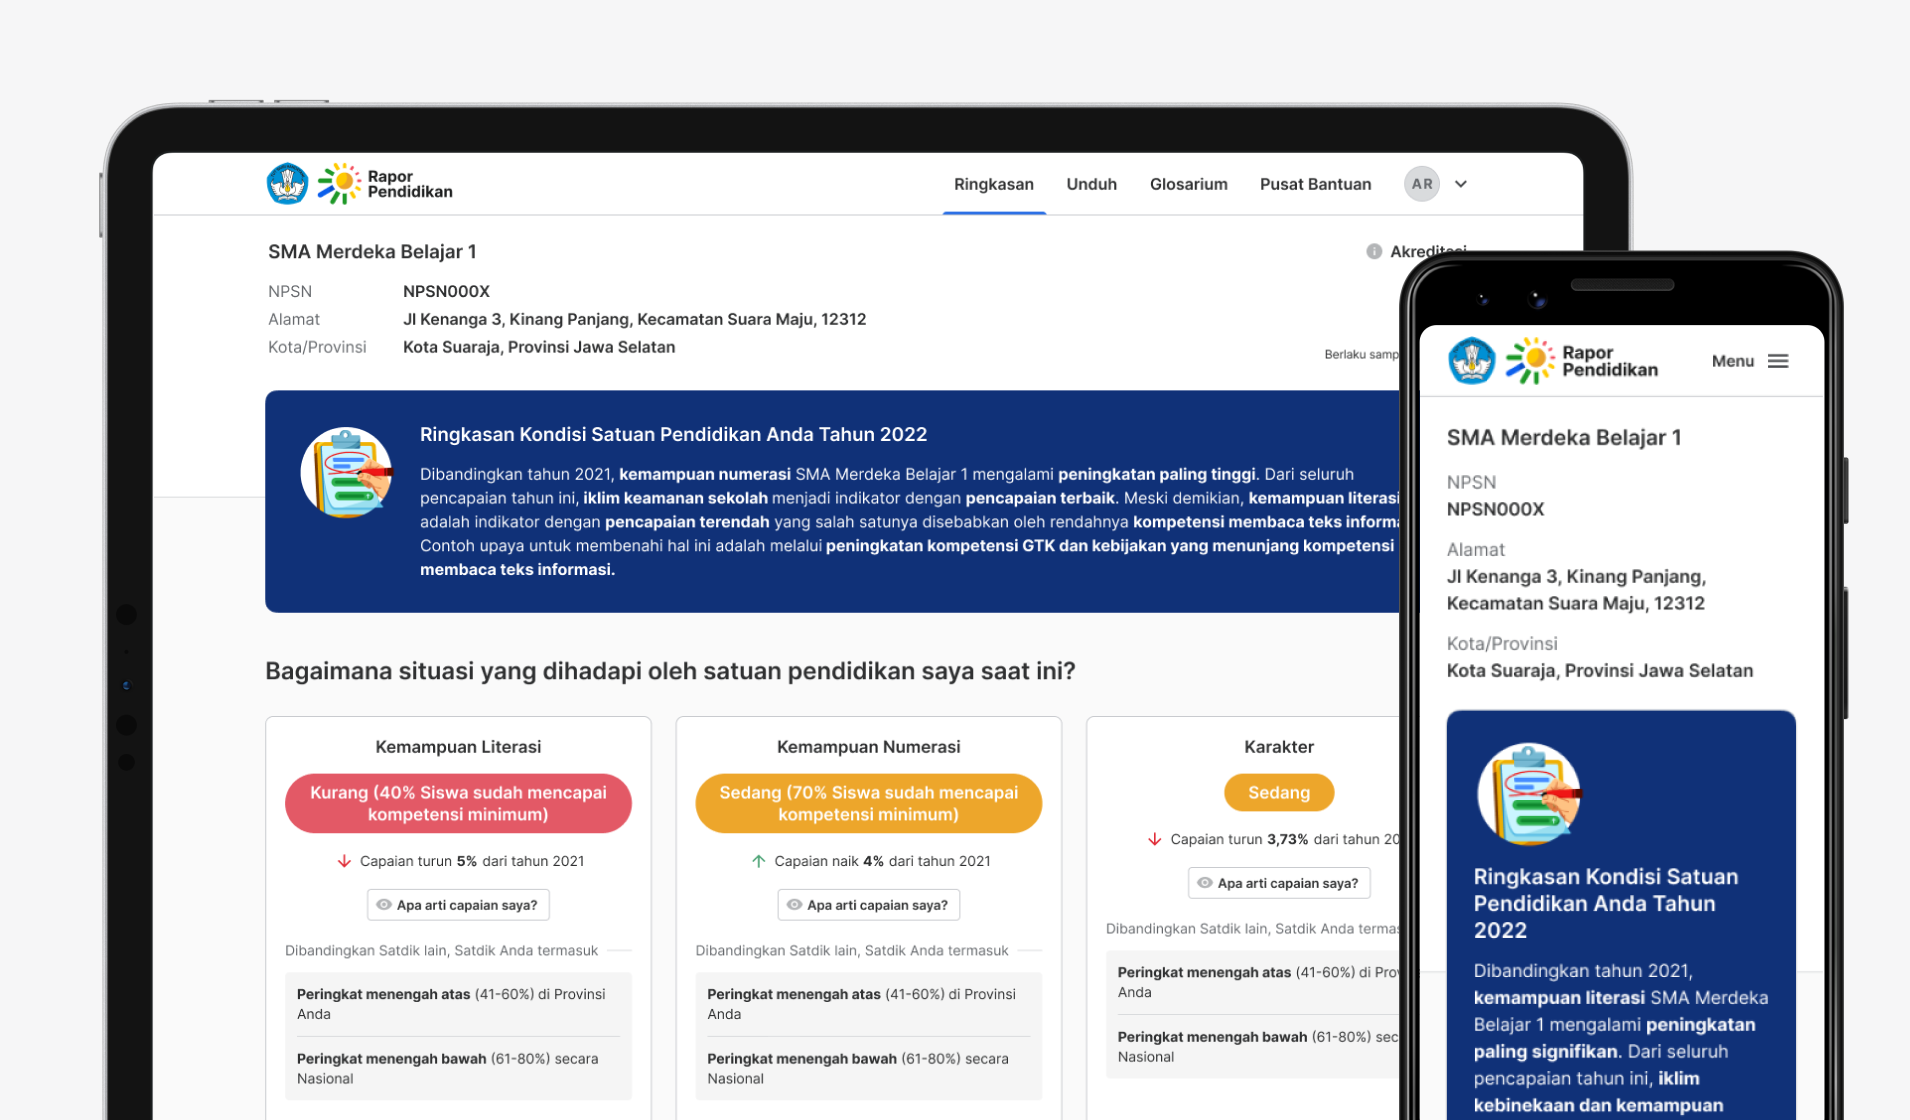 Rapor
Pendidikan
Ringkasan
Unduh
Glosarium
Pusat Bantuan
AR
SMA Merdeka Belajar 1
NPSN NPSN000X
Alamat Jl Kenanga 3, Kinang Panjang, Kecamatan Suara Maju, 12312
Kota/Provinsi Kota Suaraja, Provinsi Jawa Selatan
Berlaku
Ringkasan Kondisi Satuan Pendidikan Anda Tahun 2022
Dibandingkan tahun 2021, kemampuan numerasi SMA Merdeka Belajar 1 mengalami peningkatan paling tinggi. Dari seluruh
pencapaian tahun ini, iklim keamanan sekolah menjadi indikator dengan pencapaian terbaik. Meski demikian, kemampuan literasi
adalah indikator dengan pencapaian terendah yang salah satunya disebabkan oleh rendahnya kompetensi membaca teks
Contoh upaya untuk membenahi hal ini adalah melalui peningkatan kompetensi GTK dan kebijakan yang menunjang kompetensi
membaca teks informasi.
Bagaimana situasi yang dihadapi oleh satuan pendidikan saya saat ini?
Kemampuan Literasi
Kurang (40% Siswa sudah mencapai
kompetensi minimum)
Capaian turun 5% dari tahun 2021
Apa arti capaian saya?
Dibandingkan Satdik lain, Satdik Anda termasuk
Peringkat menengah atas (41-60%) di Provinsi
Anda
Peringkat menengah bawah (61-80%) secara
Nasional
Kemampuan Numerasi
Sedang (70% Siswa sudah mencapai
kompetensi minimum)
Capaian naik 4% dari tahun 2021
Apa arti capaian saya?
Dibandingkan Satdik lain, Satdik Anda termasuk
Peringkat menengah atas (41-60%) di Provinsi
Anda
Peringkat menengah bawah (61-80%) secara
Nasional
Karakter
Sedang
Capaian turun 3,73% dari tahun
Apa arti capaian saya?
Dibandingkan Satdik lain, Satdik Anda
Peringkat menengah atas (41-60%) di
Anda
Peringkat menengah bawah (61-80%)
Nasional
Rapor
Pendidikan
Menu
SMA Merdeka Belajar 1
NPSN
NPSN000X
Alamat
Jl Kenanga 3, Kinang Panjang,
Kecamatan Suara Maju, 12312
Kota/Provinsi
Kota Suaraja, Provinsi Jawa Selatan
Ringkasan Kondisi Satuan
Pendidikan Anda Tahun
2022
Dibandingkan tahun 2021,
kemampuan literasi SMA Merdeka
Belajar 1 mengalami peningkatan
paling signifikan. Dari seluruh
pencapaian tahun ini, iklim
kebinekaan dan kemampuan